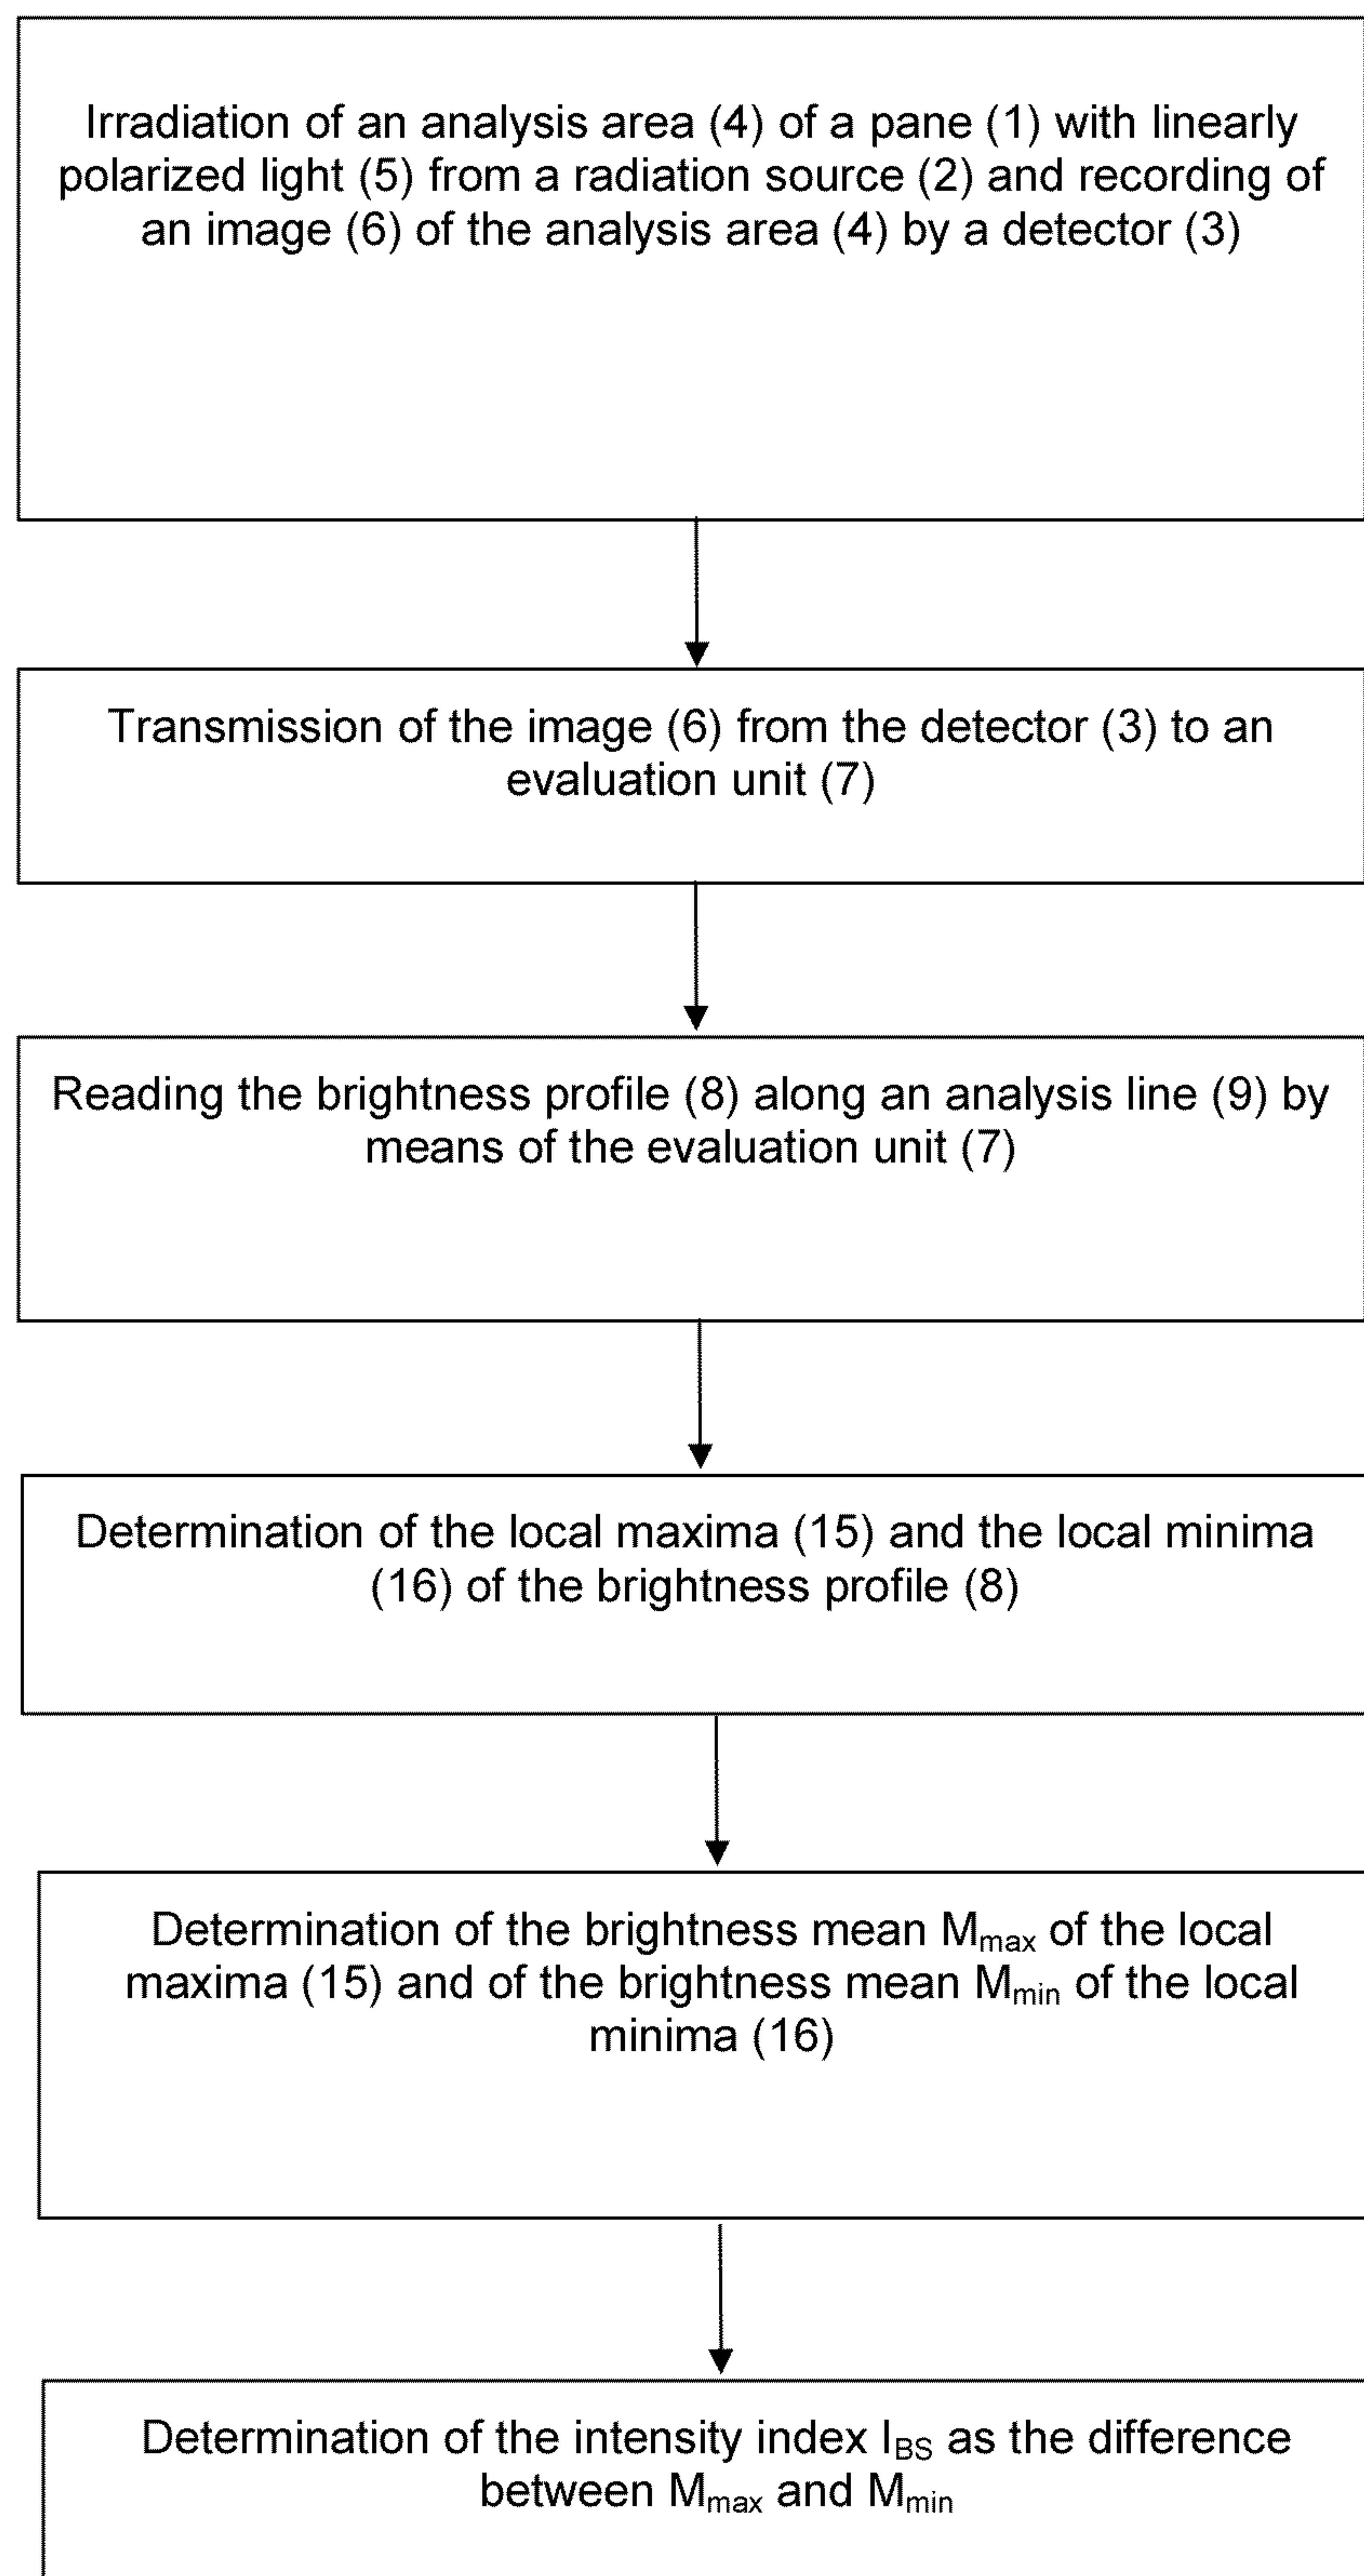 Irradiation of an analysis area (4) of a pane (1) with linearly
polarized light (5) from a radiation source (2) and recording of
an image (6) of the analysis area (4) by a detector (3)
Transmission of the image (6) from the detector (3) to an
evaluation unit (7)
Reading the brightness profile (8) along an analysis line (9) by
means of the evaluation unit (7)
Determination of the local maxima (15) and the local minima
(16) of the brightness profile (8)
Determination of the brightness mean Mmax of the local
maxima (15) and of the brightness mean Mmin of the local
minima (16)
Determination of the intensity index IBS as the difference
between Mmax and Mmin